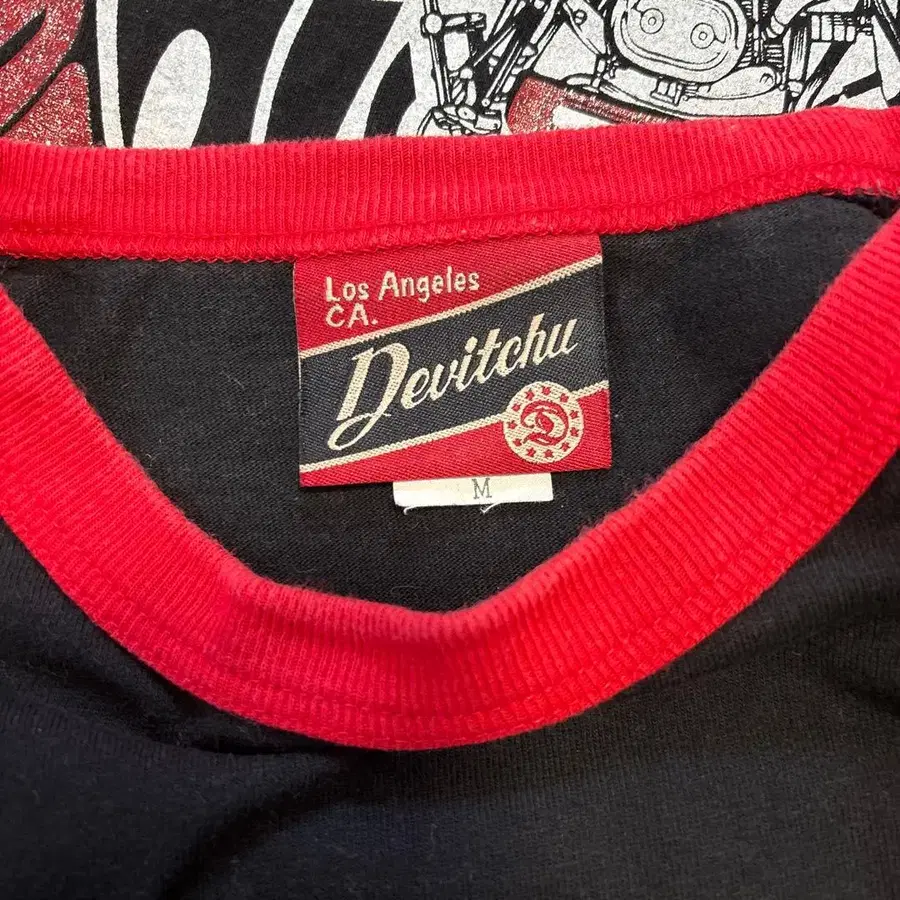 Los Angeles
CA.
Devitchu
D
M